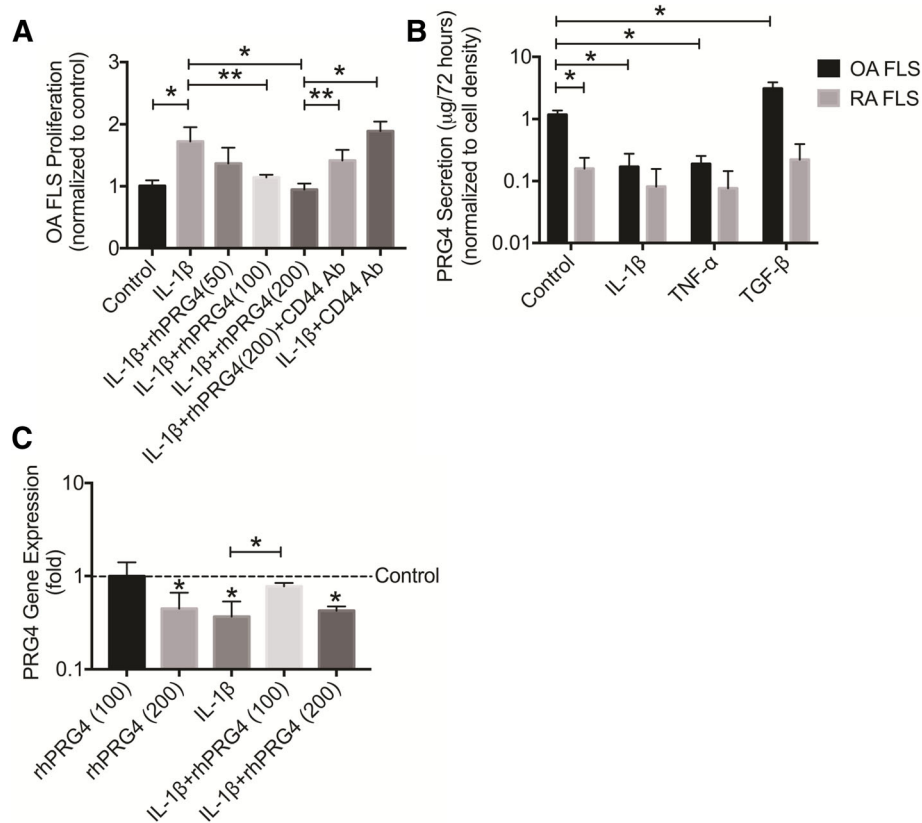 A
OA FLS Proliferation
(normalized to control)
3
2
1
0
*
*
**
*
**
Control
IL-1β
IL-1β+rhPRG4(50)
IL-1β+rhPRG4(100)
IL-1β+rhPRG4(200)
IL-1β+rhPRG4(200)+CD44 Ab
IL-1β+CD44 Ab
B
PRG4 Secretion (μg/72 hours)
(normalized to cell density)
10
1
0.1
0.01
*
*
*
*
OA FLS
RA FLS
Control
IL-1β
TNF-α
TGF-β
C
PRG4 Gene Expression
(fold)
10
1
0.1
*
*
*
*
Control
rhPRG4 (100)
rhPRG4 (200)
IL-1β
IL-1β+rhPRG4 (100)
IL-1β+rhPRG4 (200)